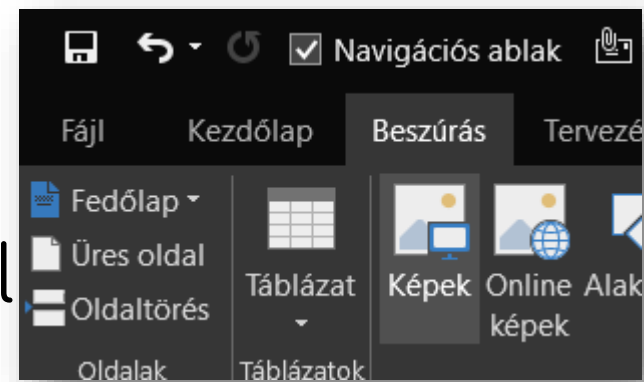 Navigációs ablak
Fájl Kezdőlap Beszúrás
Fedőlap
Üres oldal
Oldaltörés
Táblázat
Képek
Online
képek
Oldalak
Táblázatok